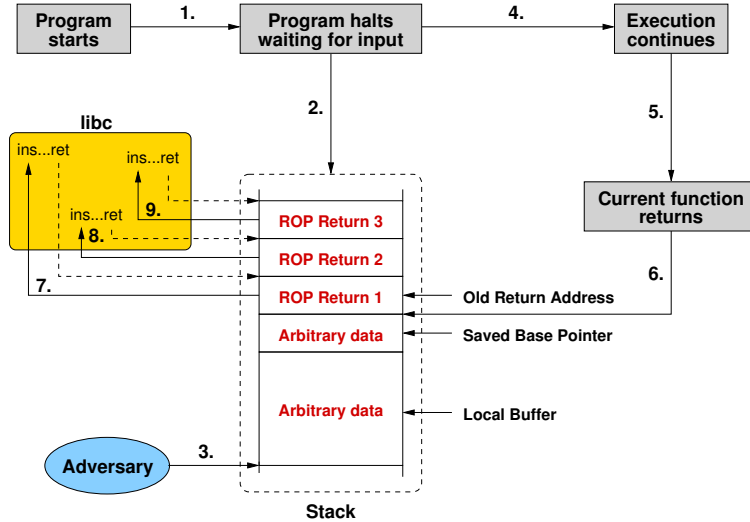 1.
4.
Program
starts
Program halts
waiting for input
Execution
continues
2.
5.
libc
ins...ret
ins...ret
ins...ret
9.
8.
7.
ROP Return 3
ROP Return 2
ROP Return 1
Arbitrary data
Arbitrary data
Current function
returns
6.
Old Return Address
Saved Base Pointer
Local Buffer
Adversary
3.
Stack